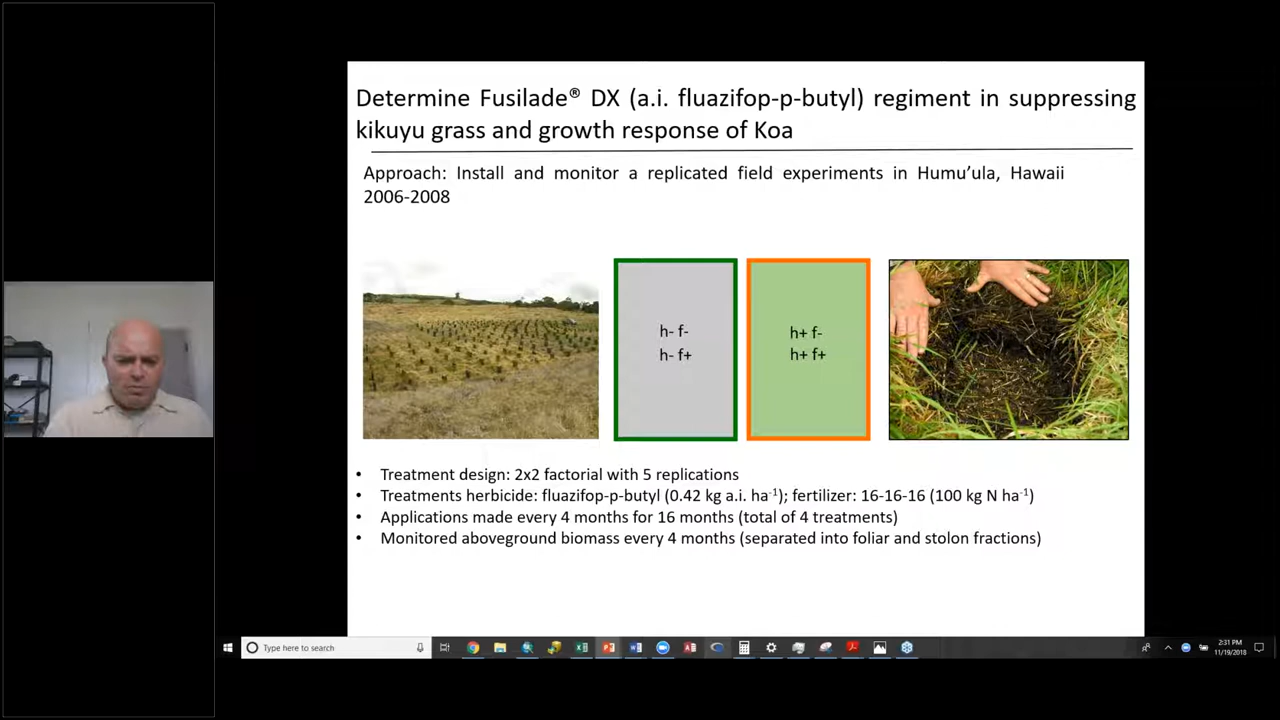 Determine Fusilade® DX (a.i. fluazifop-p-butyl) regiment in suppressing
kikuyu grass and growth response of Koa
Approach: Install and monitor a replicated field experiments in Humu’ula, Hawaii
2006-2008
h- f-
h- f+
h+ f-
h+ f+
• Treatment design: 2x2 factorial with 5 replications
• Treatments herbicide: fluazifop-p-butyl (0.42 kg a.i. ha-1); fertilizer: 16-16-16 (100 kg N ha-1)
• Applications made every 4 months for 16 months (total of 4 treatments)
• Monitored aboveground biomass every 4 months (separated into foliar and stolon fractions)
Type here to search
2:31 PM
11/19/2018